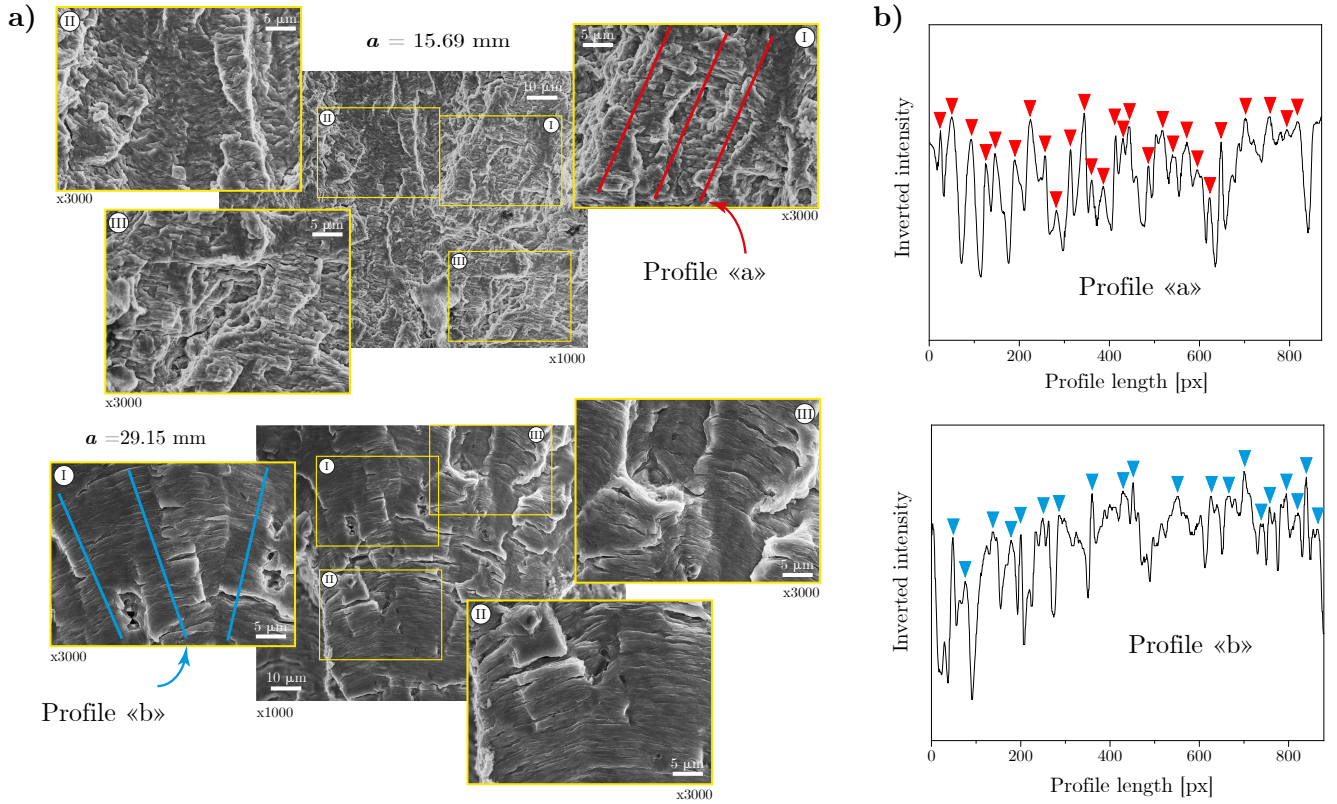 a)
II
5 μm
x3000
a = 15.69 mm
10 μm
II
I
III
x1000
5 μm
I
x3000
Profile «a»
III
5 μm
x3000
a =29.15 mm
I
5 μm
x3000
Profile «b»
I
III
II
10 μm
x1000
III
5 μm
x3000
II
5 μm
x3000
b)
Inverted intensity
Profile «a»
0 200 400 600 800
Profile length [px]
Inverted intensity
Profile «b»
0 200 400 600 800
Profile length [px]